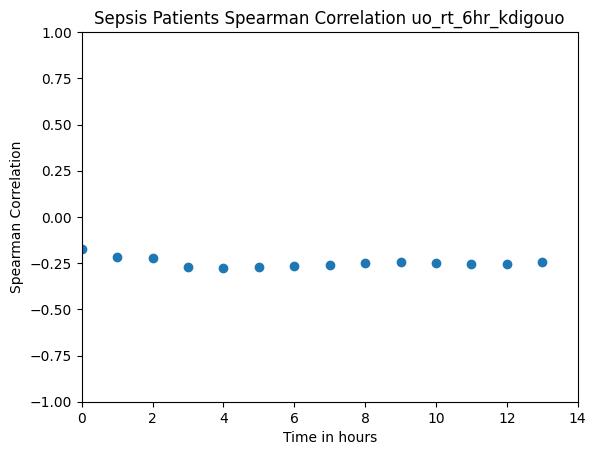 Sepsis Patients Spearman Correlation uo_rt_6hr_kdigouo
1.00
0.75
0.50
0.25
0.00
−0.25
−0.50
−0.75
−1.00
Spearman Correlation
0 2 4 6 8 10 12 14
Time in hours